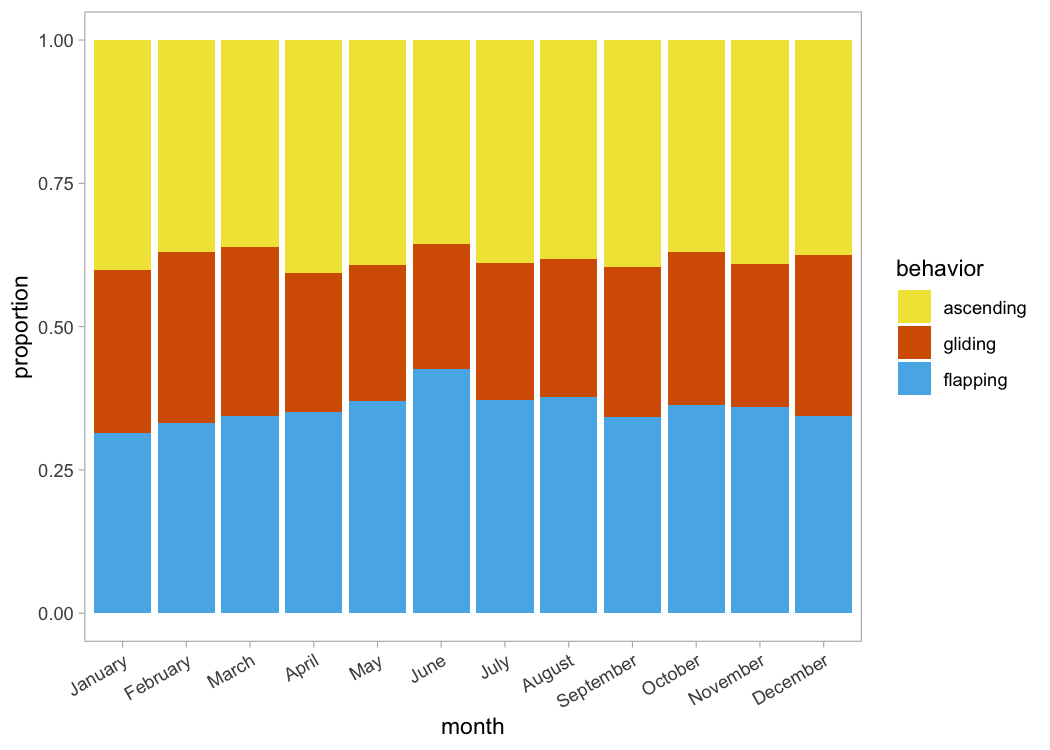 1.00
0.75
0.50
0.25
0.00
proportion
January
February
March
April
May
June
July
August
September
October
November
December
month
behavior
ascending
gliding
flapping